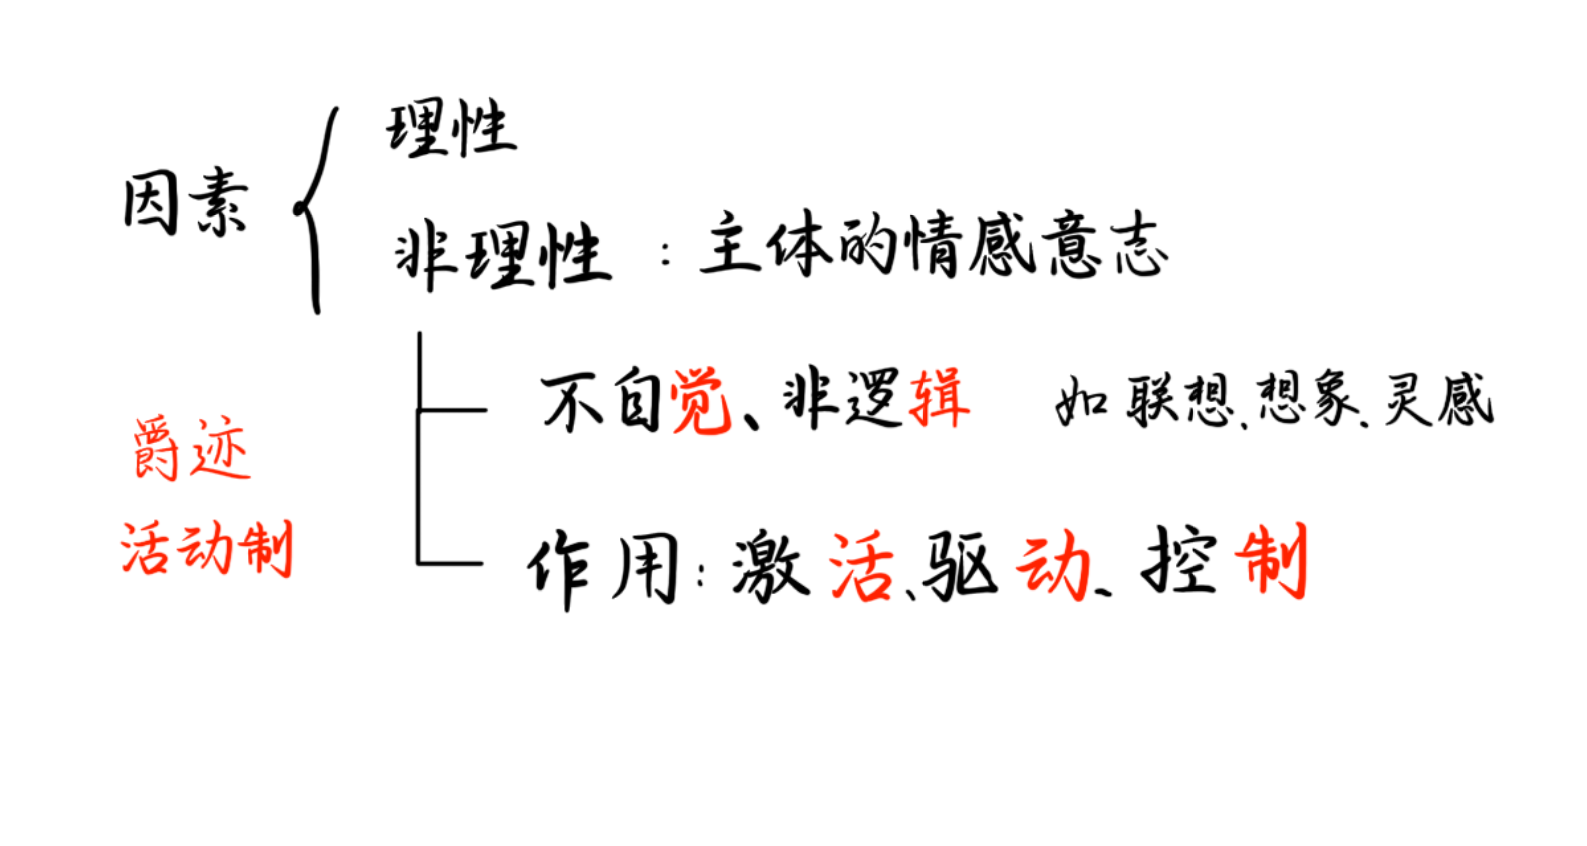 理性
因素
非理性：主体的情感意志
不自觉、非逻辑 如联想、想象、灵感
爵迹
活动制
作用：激活、驱动、控制